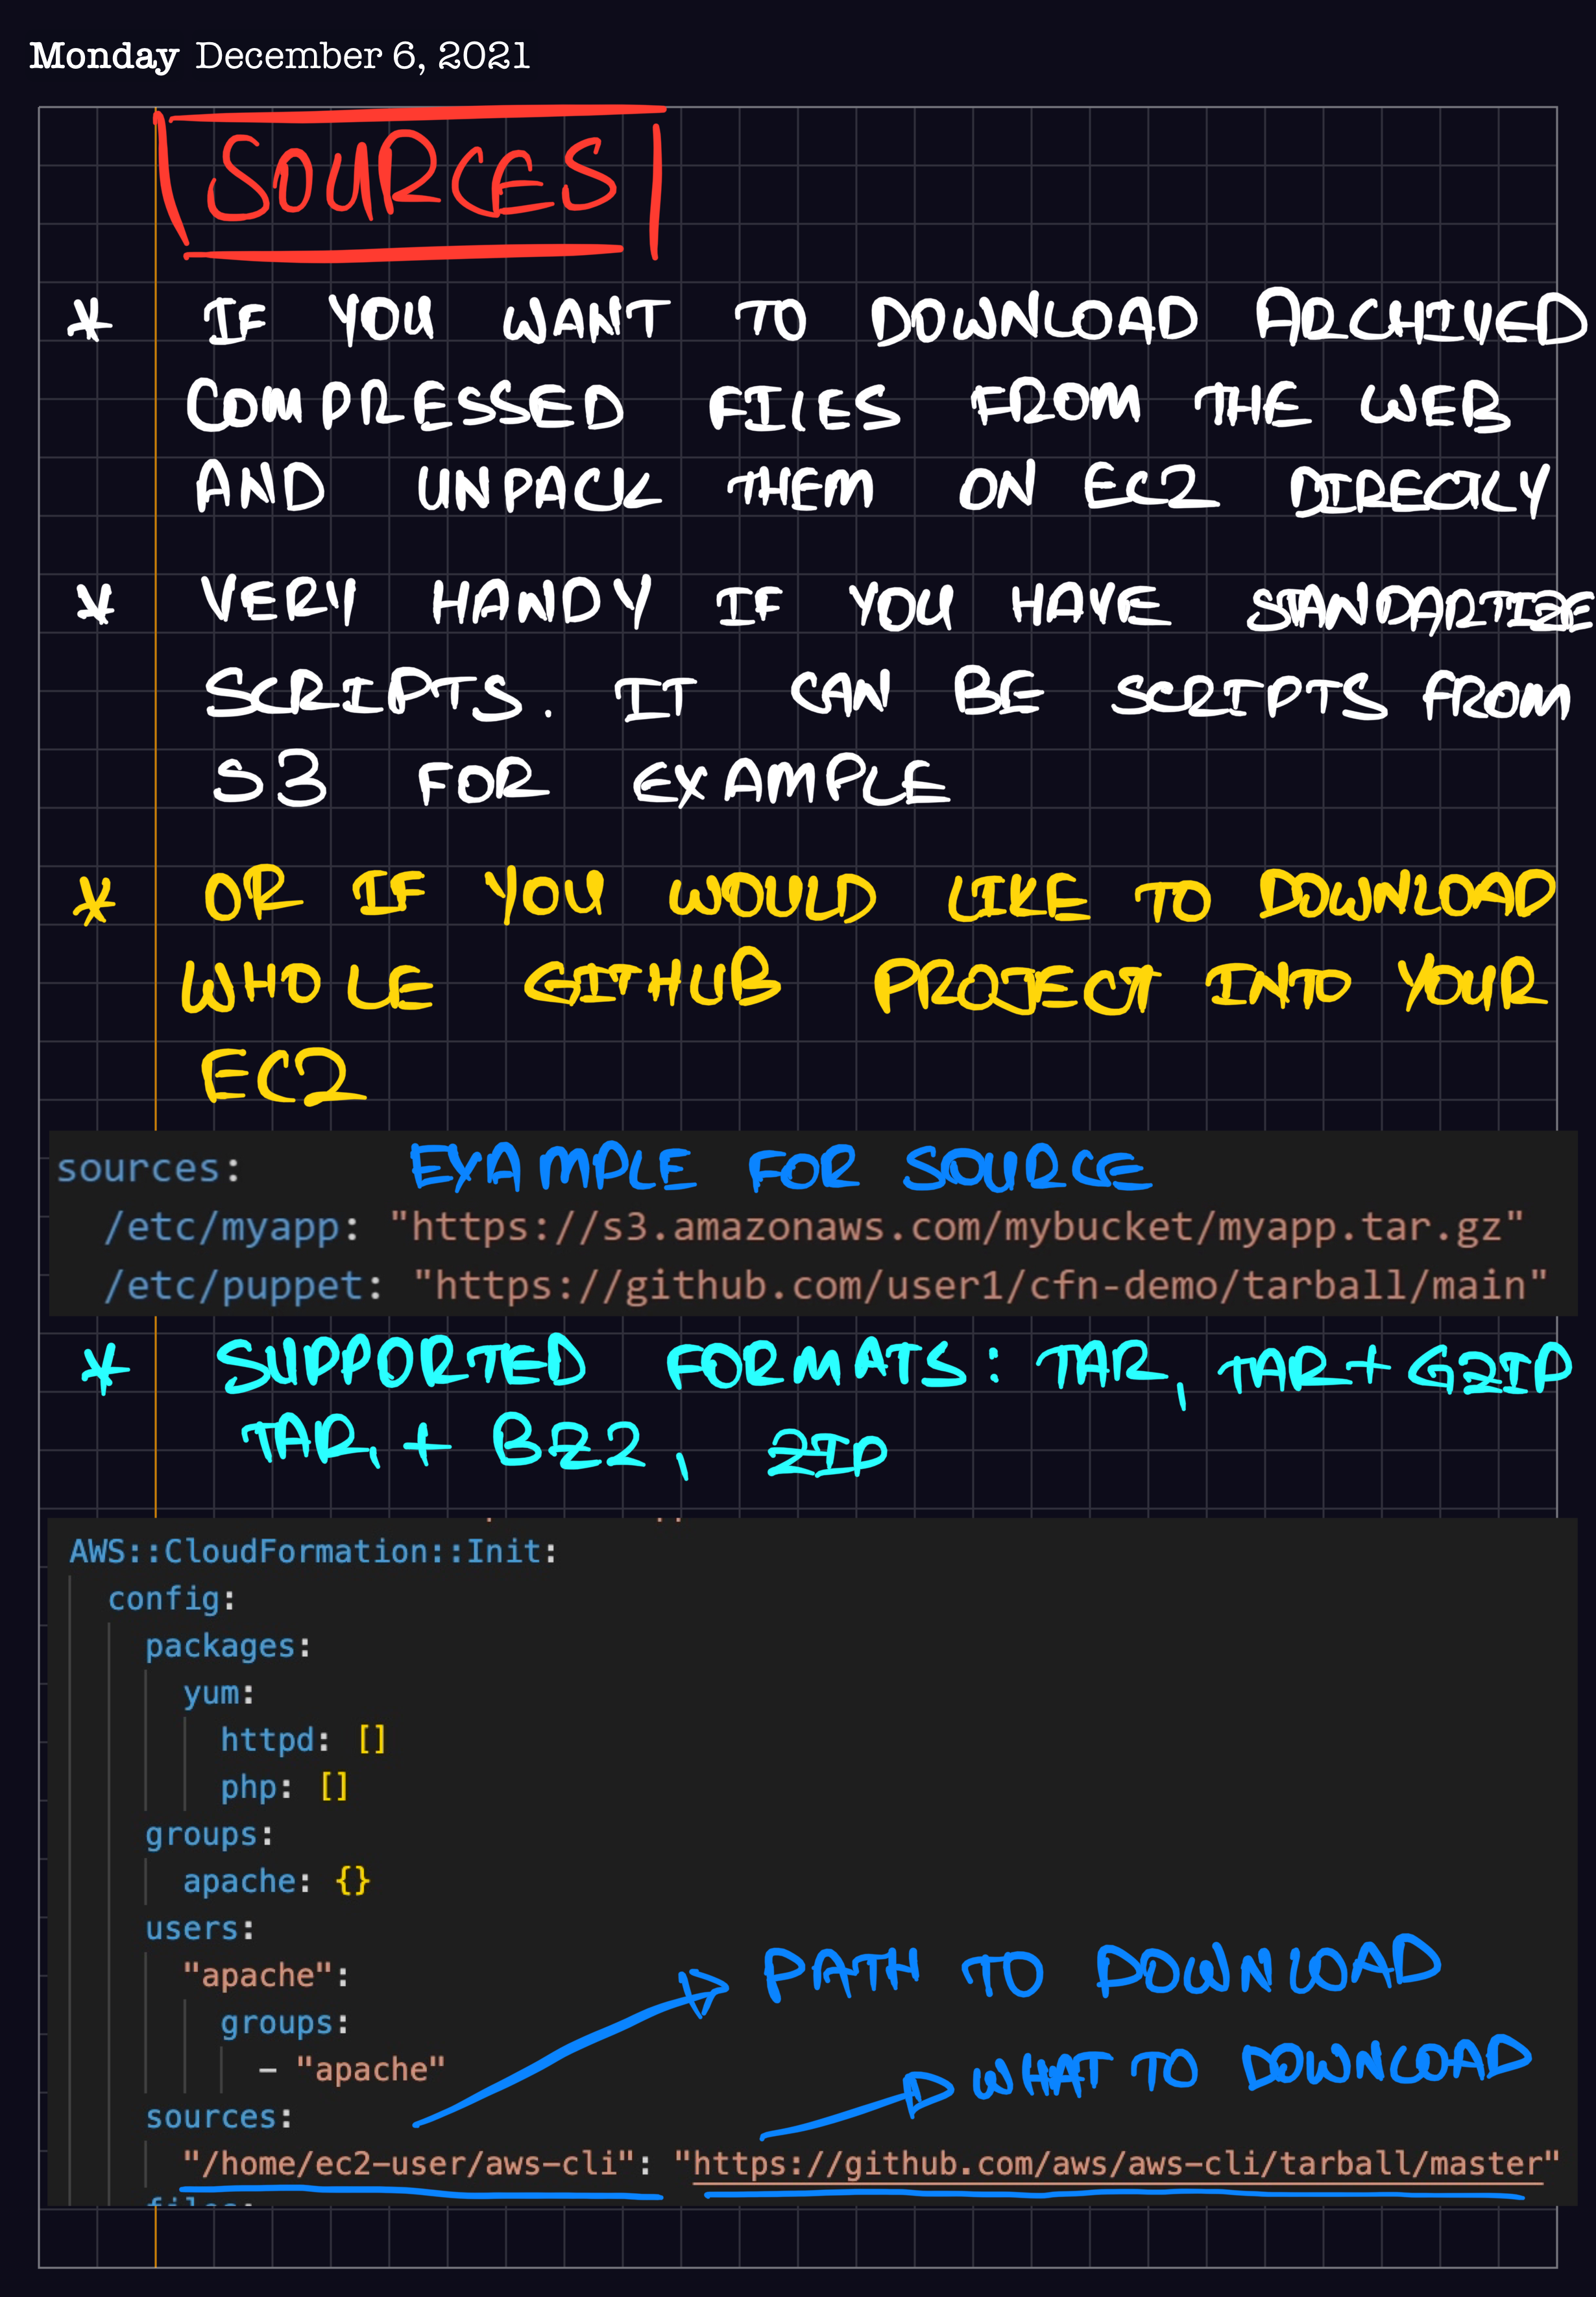 Monday December 6, 2021
SOURCES
* IF YOU WANT TO DOWNLOAD ARCHIVED
COMPRESSED FILES FROM THE WEB
AND UNPACK THEM ON EC2 DIRECTLY
* VERY HANDY IF YOU HAVE STANDARTIZE
SCRIPTS. IT CAN BE SCRIPTS FROM
S3 FOR EXAMPLE
* OR IF YOU WOULD LIKE TO DOWNLOAD
WHOLE GITHUB PROJECT INTO YOUR
EC2
sources: EXAMPLE FOR SOURCE
/etc/myapp: "https://s3.amazonaws.com/mybucket/myapp.tar.gz"
/etc/puppet: "https://github.com/user1/cfn-demo/tarball/main"
* SUPPORTED FORMATS: TAR, TAR+GZIP
TAR,+ BZ2, ZIP
AWS::CloudFormation::Init:
config:
packages:
yum:
httpd: []
php: []
groups:
apache: {}
users:
"apache":
PATH TO DOWNLOAD
groups:
- "apache"
WHAT TO DOWNLOAD
sources:
"/home/ec2-user/aws-cli": "https://github.com/aws/aws-cli/tarball/master"